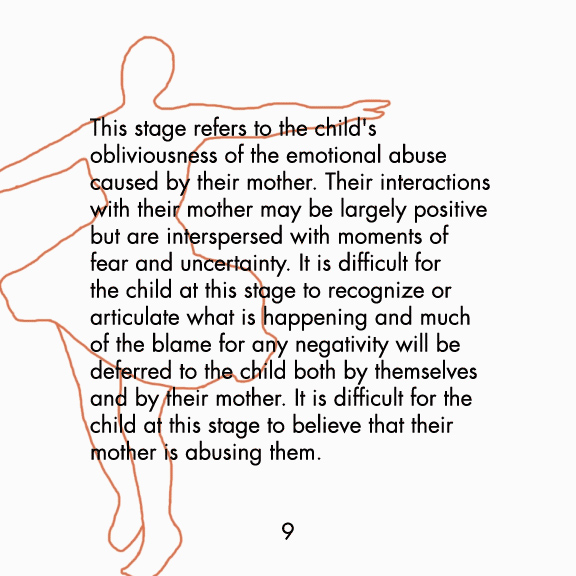 This stage refers to the child's
obliviousness of the emotional abuse
caused by their mother. Their interactions
with their mother may be largely positive
but are interspersed with moments of
fear and uncertainty. It is difficult for
the child at this stage to recognize or
articulate what is happening and much
of the blame for any negativity will be
deferred to the child both by themselves
and by their mother. It is difficult for the
child at this stage to believe that their
mother is abusing them.
9